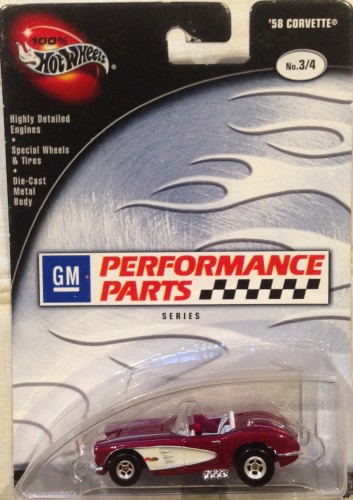 100%
Hot Wheels
'58 CORVETTE®
No.3/4
Highly Detailed
Engines
•
Special Wheels
& Tires
•
Die-Cast
Metal
Body
GM
PERFORMANCE
PARTS
SERIES